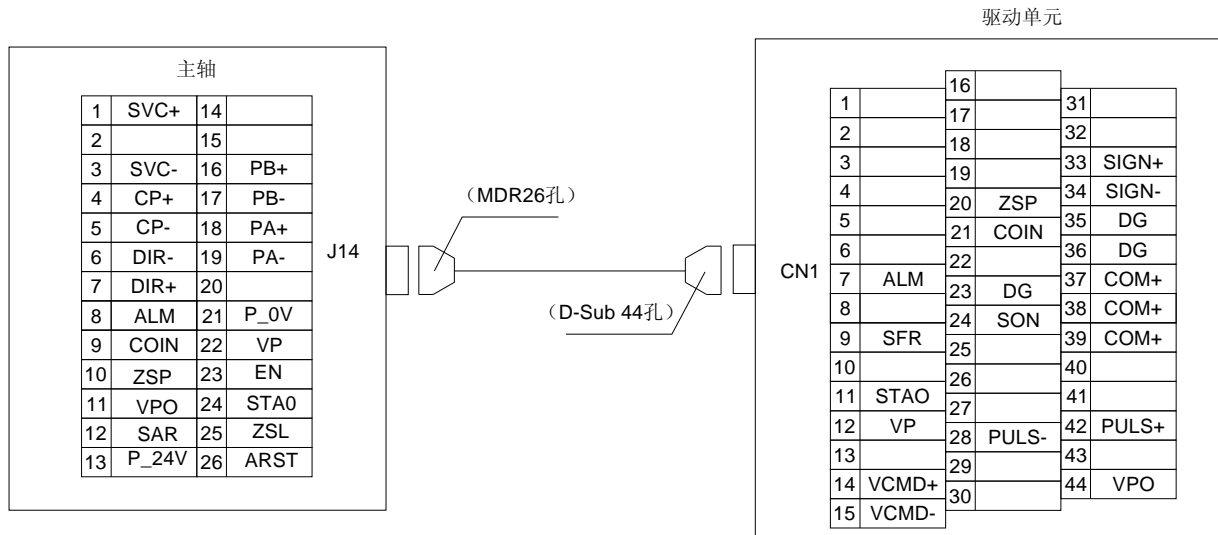 驱动单元
主轴
1 SVC+ 14
2 15
3 SVC- 16 PB+
4 CP+ 17 PB-
5 CP- 18 PA+
6 DIR- 19 PA-
7 DIR+ 20
8 ALM 21 P_0V
9 COIN 22 VP
10 ZSP 23 EN
11 VPO 24 STA0
12 SAR 25 ZSL
13 P_24V 26 ARST
J14
（MDR26孔）
（D-Sub 44孔）
CN1
1
2
3
4
5
6
7 ALM
8
9 SFR
10
11 STAO
12 VP
13
14 VCMD+
15 VCMD-
16
17
18
19
20 ZSP
21 COIN
22
23 DG
24 SON
25
26
27
28 PULS-
29
30
31
32
33 SIGN+
34 SIGN-
35 DG
36 DG
37 COM+
38 COM+
39 COM+
40
41
42 PULS+
43
44 VPO